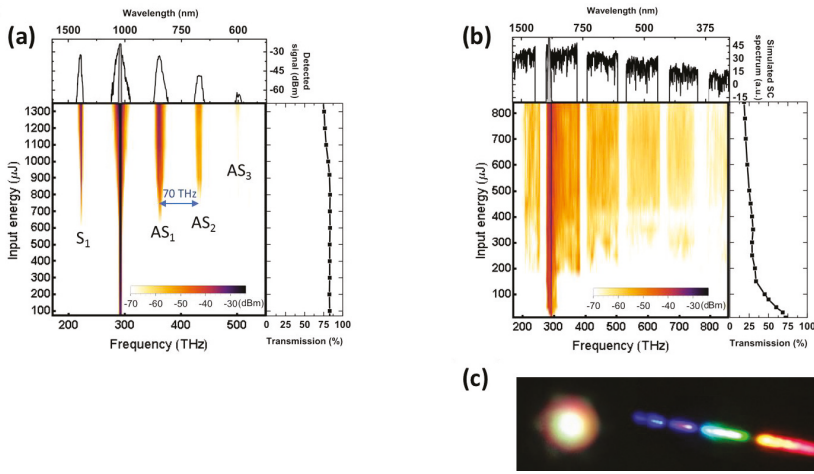 (a)
Wavelength (nm)
1400 1000 750 600
-30
-45
-60
Detected
signal (dBm)
1300
1200
1100
1000
900
800
700
600
500
400
300
200
100
Input energy (µJ)
S1
AS1
AS2
AS3
70 THz
-70 -60 -50 -40 -30(dBm)
200 300 400 500
Frequency (THz)
0 25 50 75 100
Transmission (%)
(b)
Wavelength (nm)
1500 750 500 375
45
30
15
0
-15
Simulated SC
spectrum (a.u.)
800
700
600
500
400
300
200
100
Input energy (µJ)
-70 -60 -50 -40 -30(dBm)
200 300 400 500 600 700 800
Frequency (THz)
0 25 50 75 100
Transmission (%)
(c)